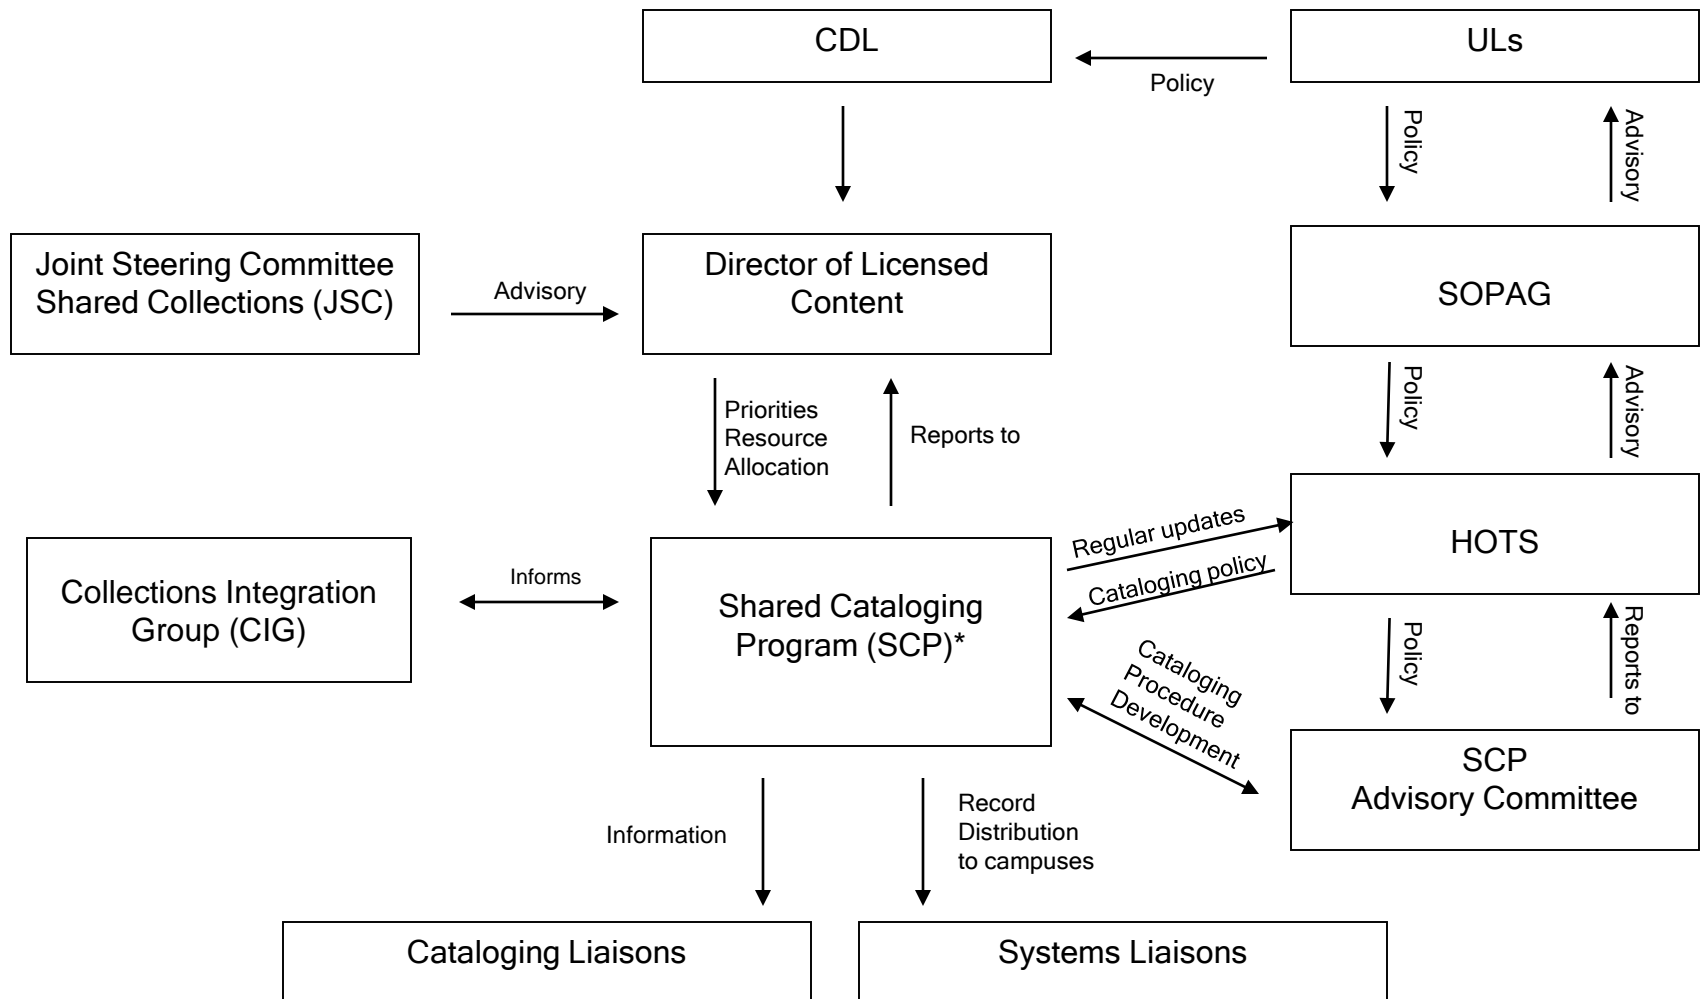 CDL
ULs
Policy
Policy
Advisory
Joint Steering Committee
Shared Collections (JSC)
Advisory
Director of Licensed
Content
SOPAG
Priorities
Resource
Allocation
Reports to
Policy
Advisory
Regular updates
Cataloging policy
HOTS
Collections Integration
Group (CIG)
Informs
Shared Cataloging
Program (SCP)*
Cataloging
Procedure
Development
Policy
Reports to
SCP
Advisory Committee
Information
Record
Distribution
to campuses
Cataloging Liaisons
Systems Liaisons